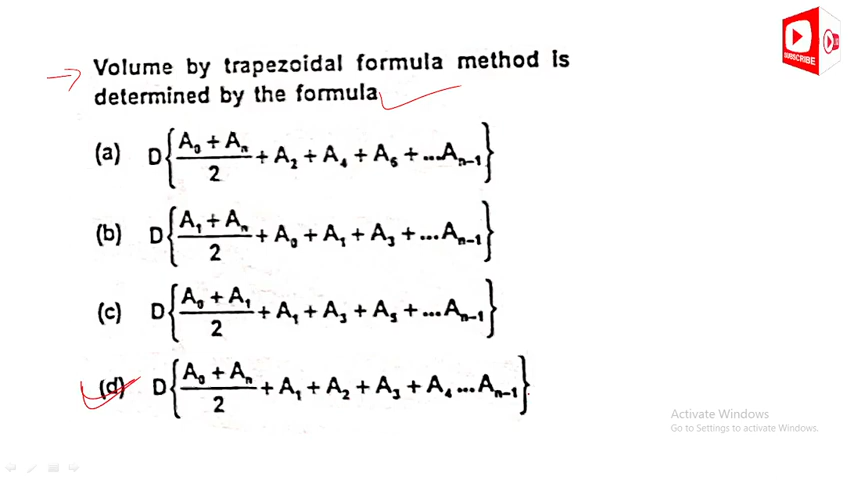 Volume by trapezoidal formula method is
determined by the formula
(a) D{(A₀ + Aₙ)/2 + A₂ + A₄ + A₆ + ...Aₙ₋₁}
(b) D{(A₁ + Aₙ)/2 + A₀ + A₁ + A₃ + ...Aₙ₋₁}
(c) D{(A₀ + A₁)/2 + A₁ + A₃ + A₅ + ...Aₙ₋₁}
(d) D{(A₀ + Aₙ)/2 + A₁ + A₂ + A₃ + A₄ ...Aₙ₋₁}
SUBSCRIBE
Activate Windows
Go to Settings to activate Windows.